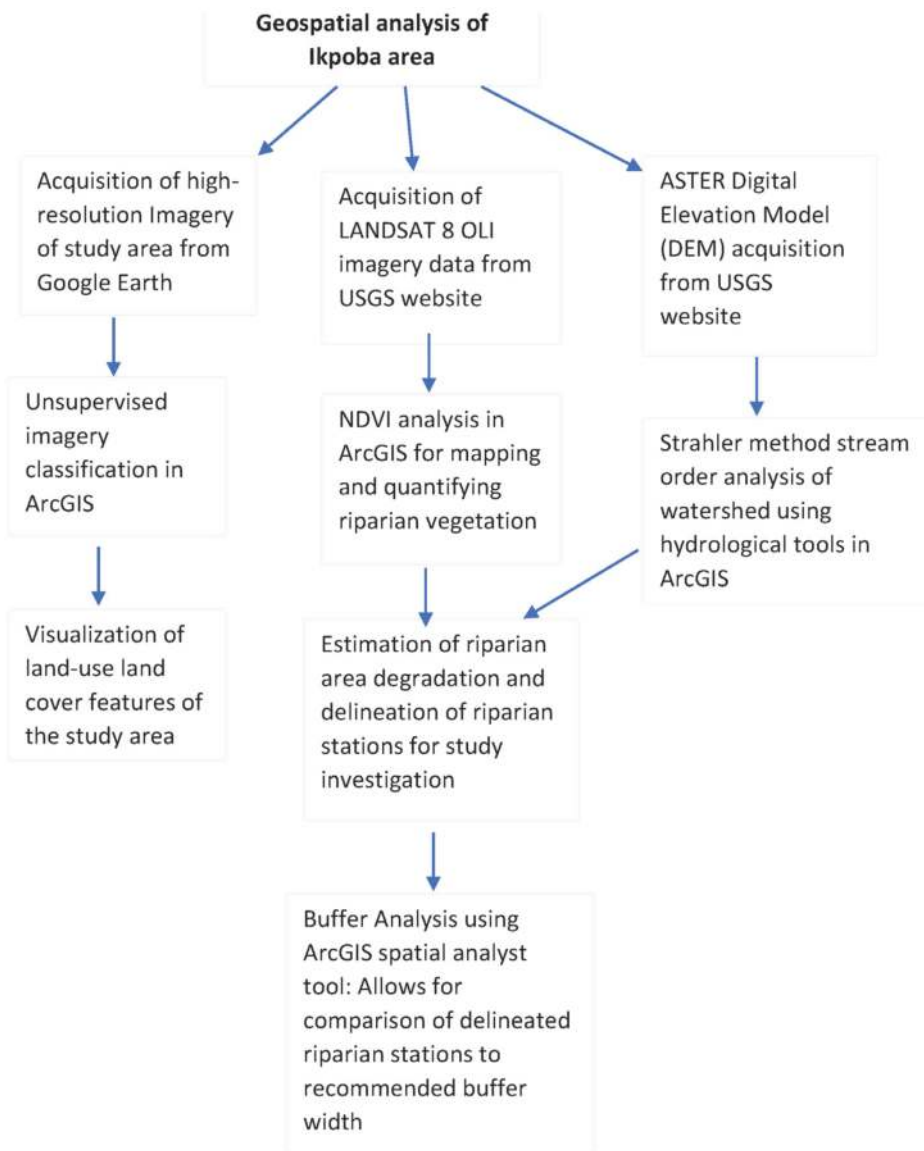 Geospatial analysis of
Ikpoba area
Acquisition of high-
resolution Imagery
of study area from
Google Earth
Acquisition of
LANDSAT 8 OLI
imagery data from
USGS website
ASTER Digital
Elevation Model
(DEM) acquisition
from USGS
website
Unsupervised
imagery
classification in
ArcGIS
NDVI analysis in
ArcGIS for mapping
and quantifying
riparian vegetation
Strahler method stream
order analysis of
watershed using
hydrological tools in
ArcGIS
Visualization of
land-use land
cover features of
the study area
Estimation of riparian
area degradation and
delineation of riparian
stations for study
investigation
Buffer Analysis using
ArcGIS spatial analyst
tool: Allows for
comparison of delineated
riparian stations to
recommended buffer
width